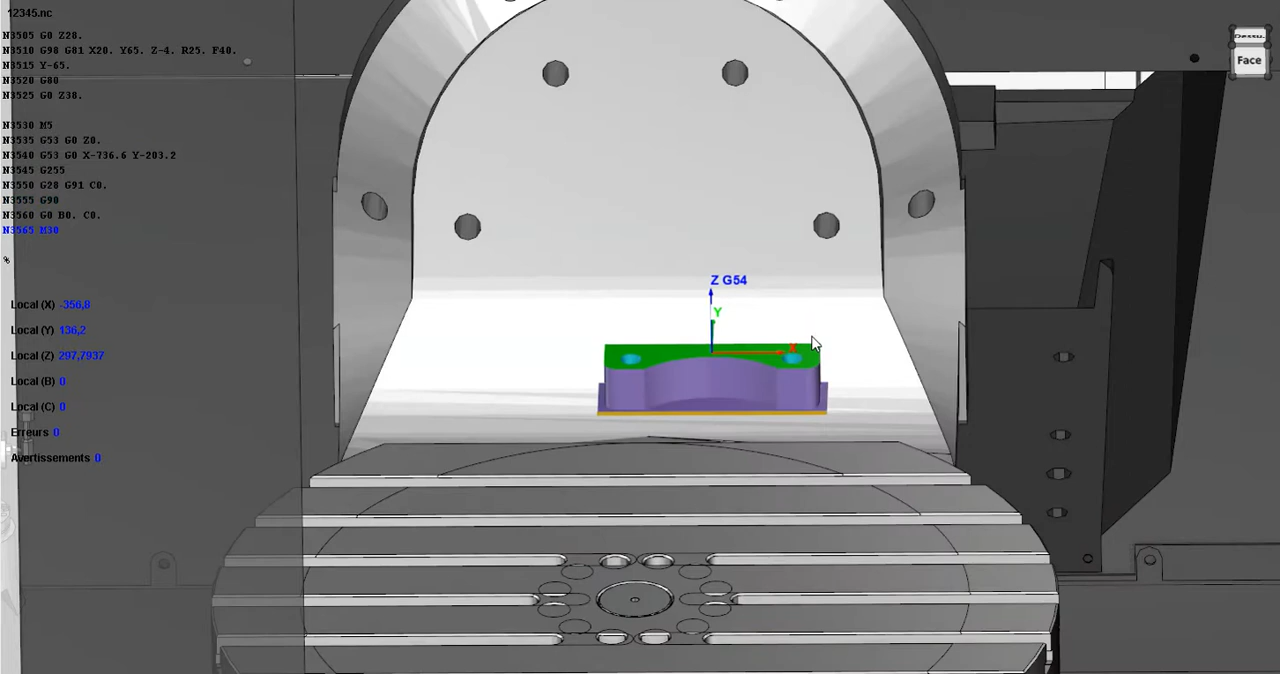 12345.nc
N3505 G0 Z28.
N3510 G98 G81 X20. Y65. Z-4. R25. F40.
N3515 Y-65.
N3520 G80
N3525 G0 Z38.
N3530 M5
N3535 G53 G0 Z0.
N3540 G53 G0 X-736.6 Y-203.2
N3545 G255
N3550 G28 G91 C0.
N3555 G90
N3560 G0 B0. C0.
N3565 M30
%
Local (X) -356,8
Local (Y) 136,2
Local (Z) 297,7937
Local (B) 0
Local (C) 0
Erreurs 0
Avertissements 0
Z G54
Y
X
Dessu.
Face